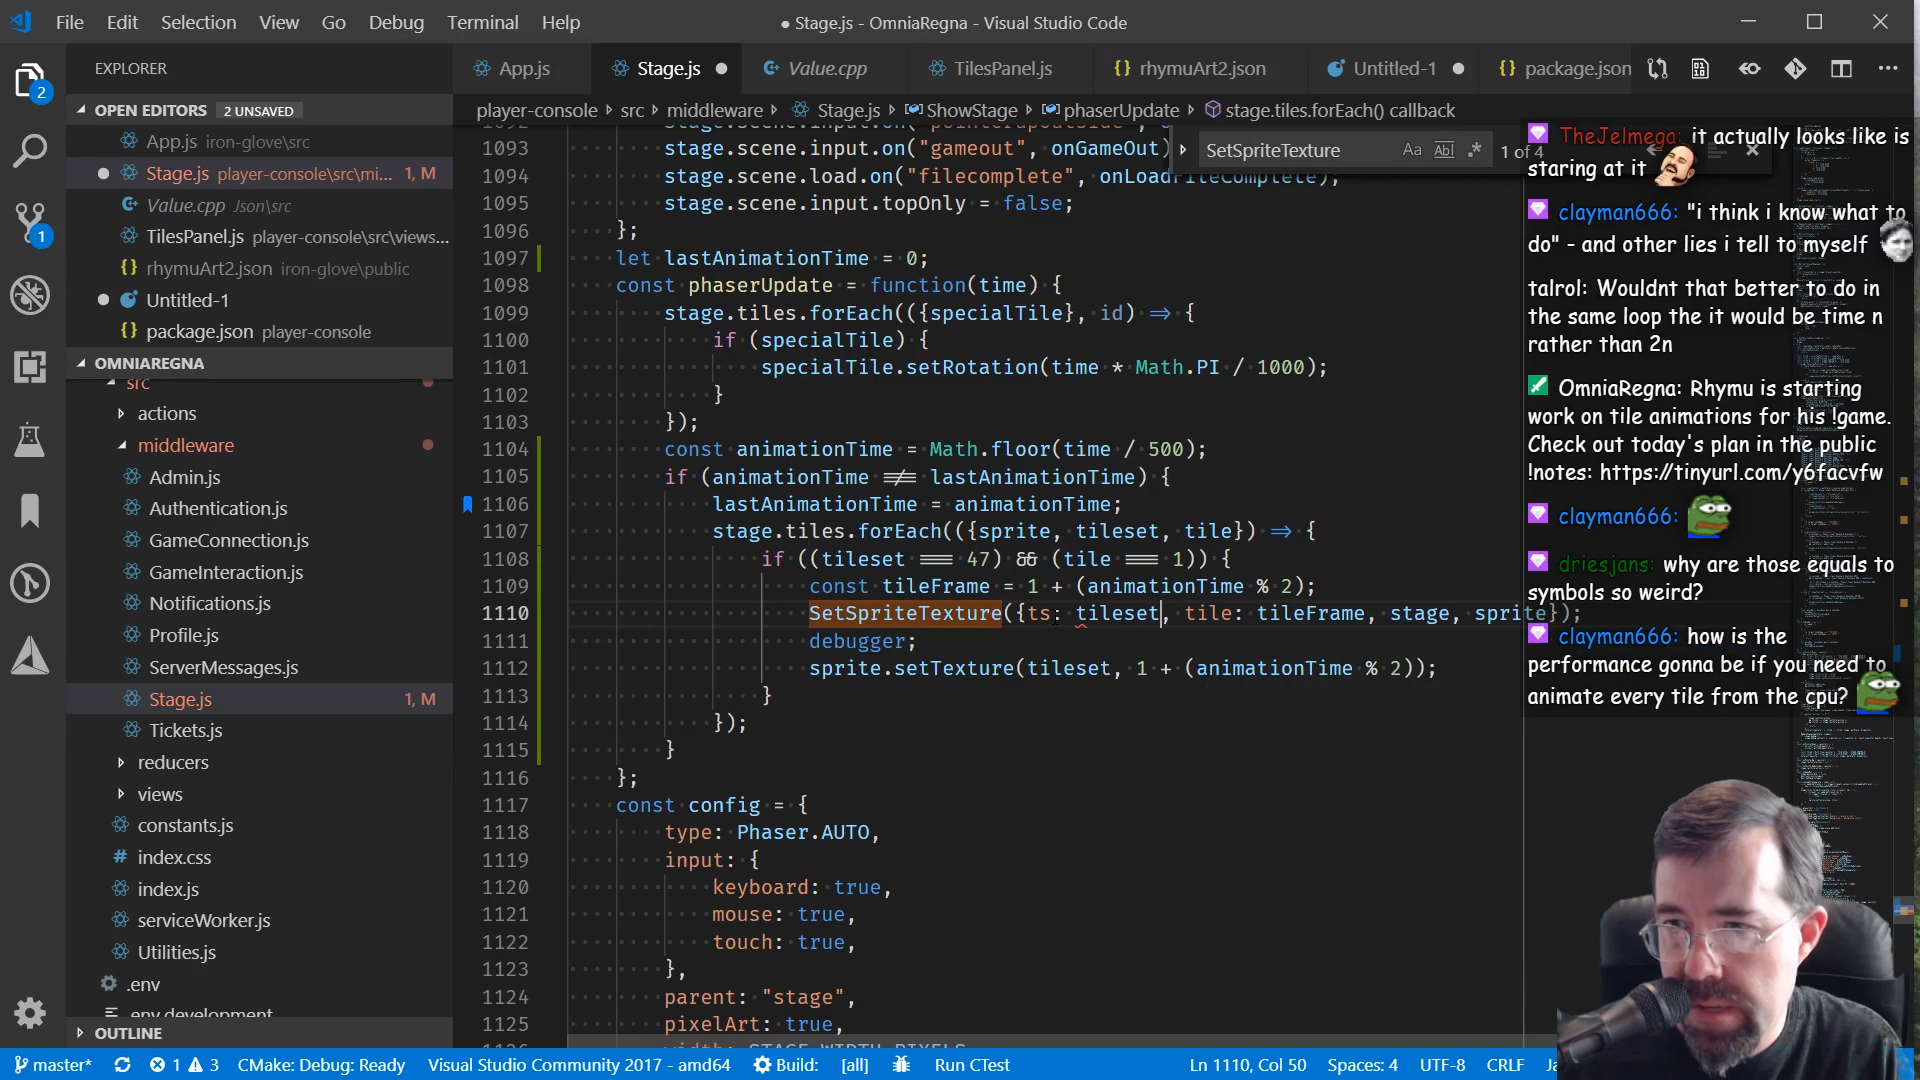 File Edit Selection View Go Debug Terminal Help
● Stage.js - OmniaRegna - Visual Studio Code
EXPLORER
App.js
Stage.js
Value.cpp
TilesPanel.js
rhymuArt2.json
Untitled-1
package.json
OPEN EDITORS 2 UNSAVED
App.js iron-glove\src
Stage.js player-console\src\mi... 1, M
Value.cpp Json\src
TilesPanel.js player-console\src\views...
rhymuArt2.json iron-glove\public
Untitled-1
package.json player-console
OMNIAREGNA
src
actions
middleware
Admin.js
Authentication.js
GameConnection.js
GameInteraction.js
Notifications.js
Profile.js
ServerMessages.js
Stage.js 1, M
Tickets.js
reducers
views
constants.js
index.css
index.js
serviceWorker.js
Utilities.js
.env
.env.development
OUTLINE
2
1
player-console > src > middleware > Stage.js > ShowStage > phaserUpdate > stage.tiles.forEach() callback
SetSpriteTexture Aa Abl .* 1 of 4
1093 stage.scene.input.on("gameout", onGameOut)
1094 stage.scene.load.on("filecomplete", onLoadFileComplete);
1095 stage.scene.input.topOnly = false;
1096 };
1097 let lastAnimationTime = 0;
1098 const phaserUpdate = function(time) {
1099 stage.tiles.forEach(({specialTile}, id) => {
1100 if (specialTile) {
1101 specialTile.setRotation(time * Math.PI / 1000);
1102 }
1103 });
1104 const animationTime = Math.floor(time / 500);
1105 if (animationTime !== lastAnimationTime) {
1106 lastAnimationTime = animationTime;
1107 stage.tiles.forEach(({sprite, tileset, tile}) => {
1108 if ((tileset === 47) && (tile === 1)) {
1109 const tileFrame = 1 + (animationTime % 2);
1110 SetSpriteTexture({ts: tileset, tile: tileFrame, stage, sprite});
1111 debugger;
1112 sprite.setTexture(tileset, 1 + (animationTime % 2));
1113 }
1114 });
1115 }
1116 };
1117 const config = {
1118 type: Phaser.AUTO,
1119 input: {
1120 keyboard: true,
1121 mouse: true,
1122 touch: true,
1123 },
1124 parent: "stage",
1125 pixelArt: true,
TheJelmega: it actually looks like is
staring at it
clayman666: "i think i know what to
do" - and other lies i tell to myself
talrol: Wouldnt that better to do in
the same loop the it would be time n
rather than 2n
OmniaRegna: Rhymu is starting
work on tile animations for his !game.
Check out today's plan in the public
!notes: https://tinyurl.com/y6facvfw
clayman666:
driesjans: why are those equals to
symbols so weird?
clayman666: how is the
performance gonna be if you need to
animate every tile from the cpu?
master* 1 3 CMake: Debug: Ready Visual Studio Community 2017 - amd64 Build: [all] Run CTest Ln 1110, Col 50 Spaces: 4 UTF-8 CRLF